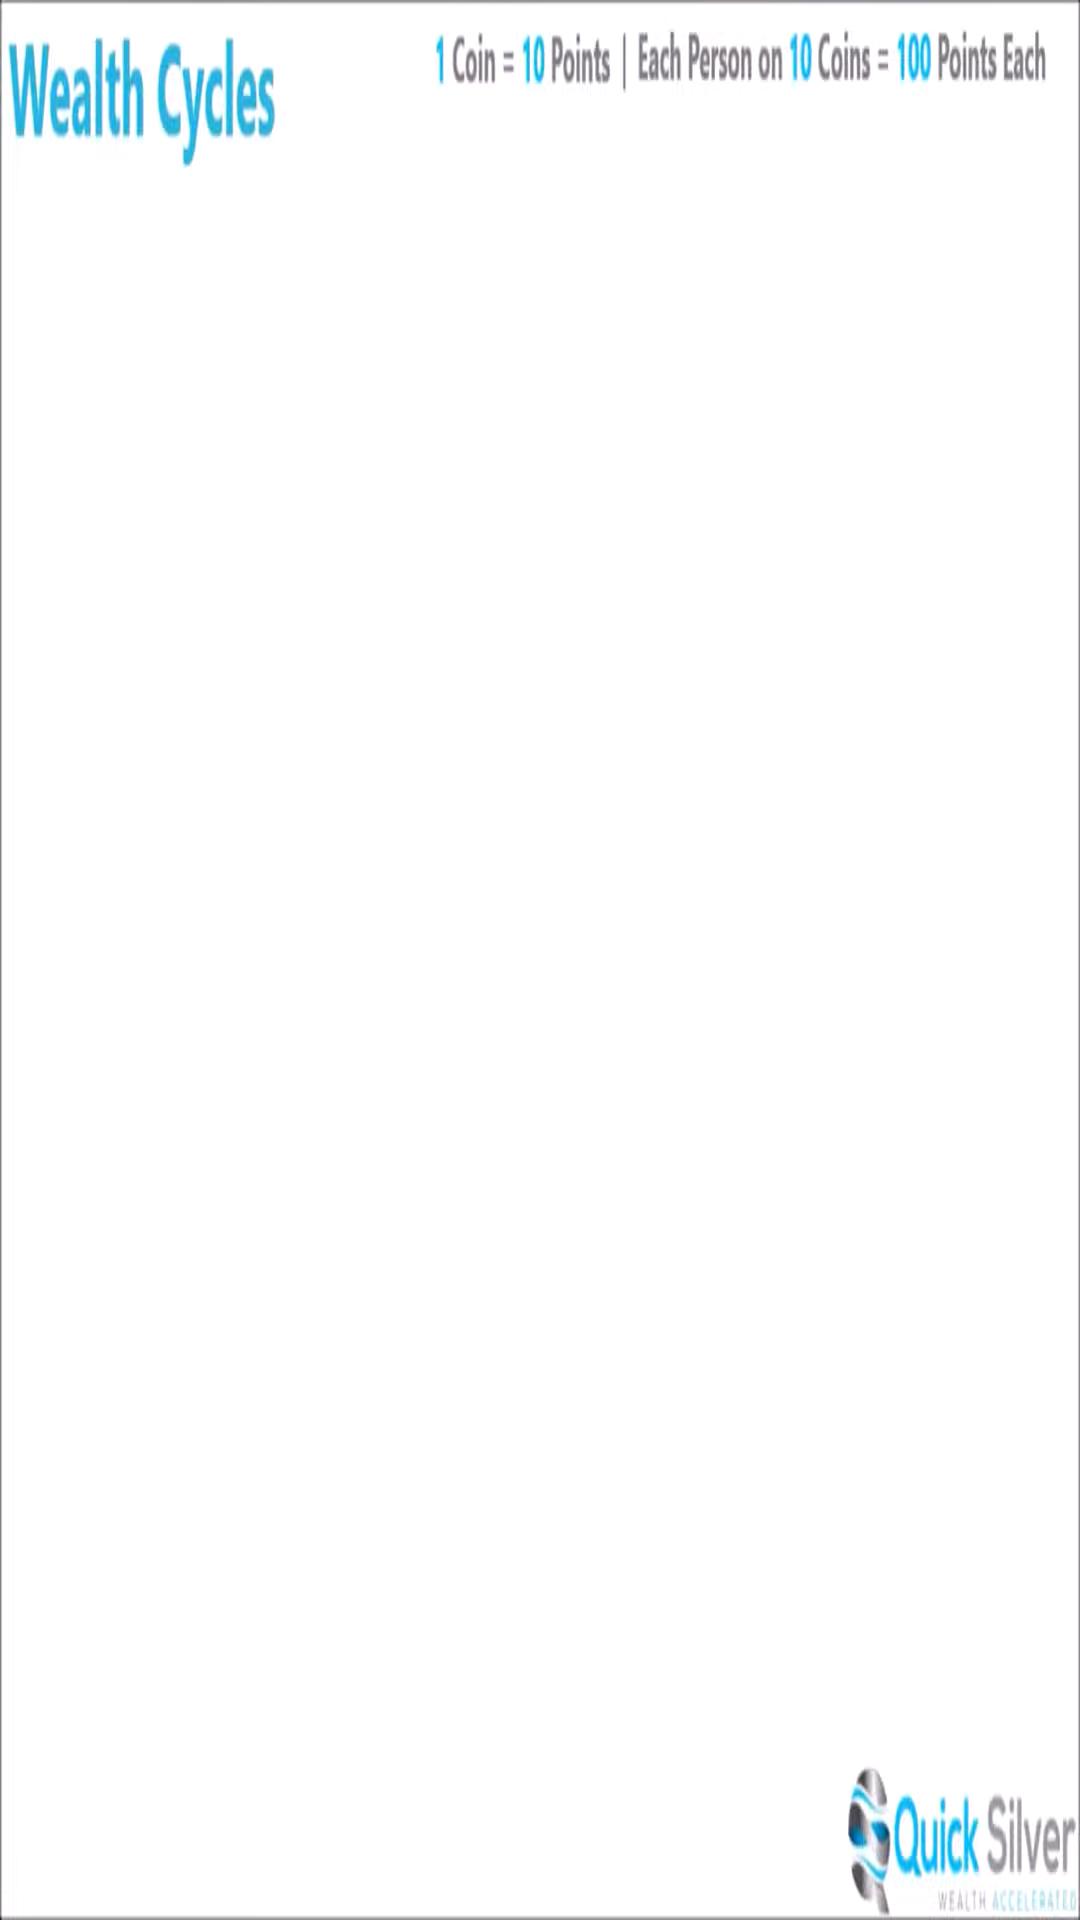 Wealth Cycles
1 Coin = 10 Points | Each Person on 10 Coins = 100 Points Each
Quick Silver
WEALTH ACCELERATED